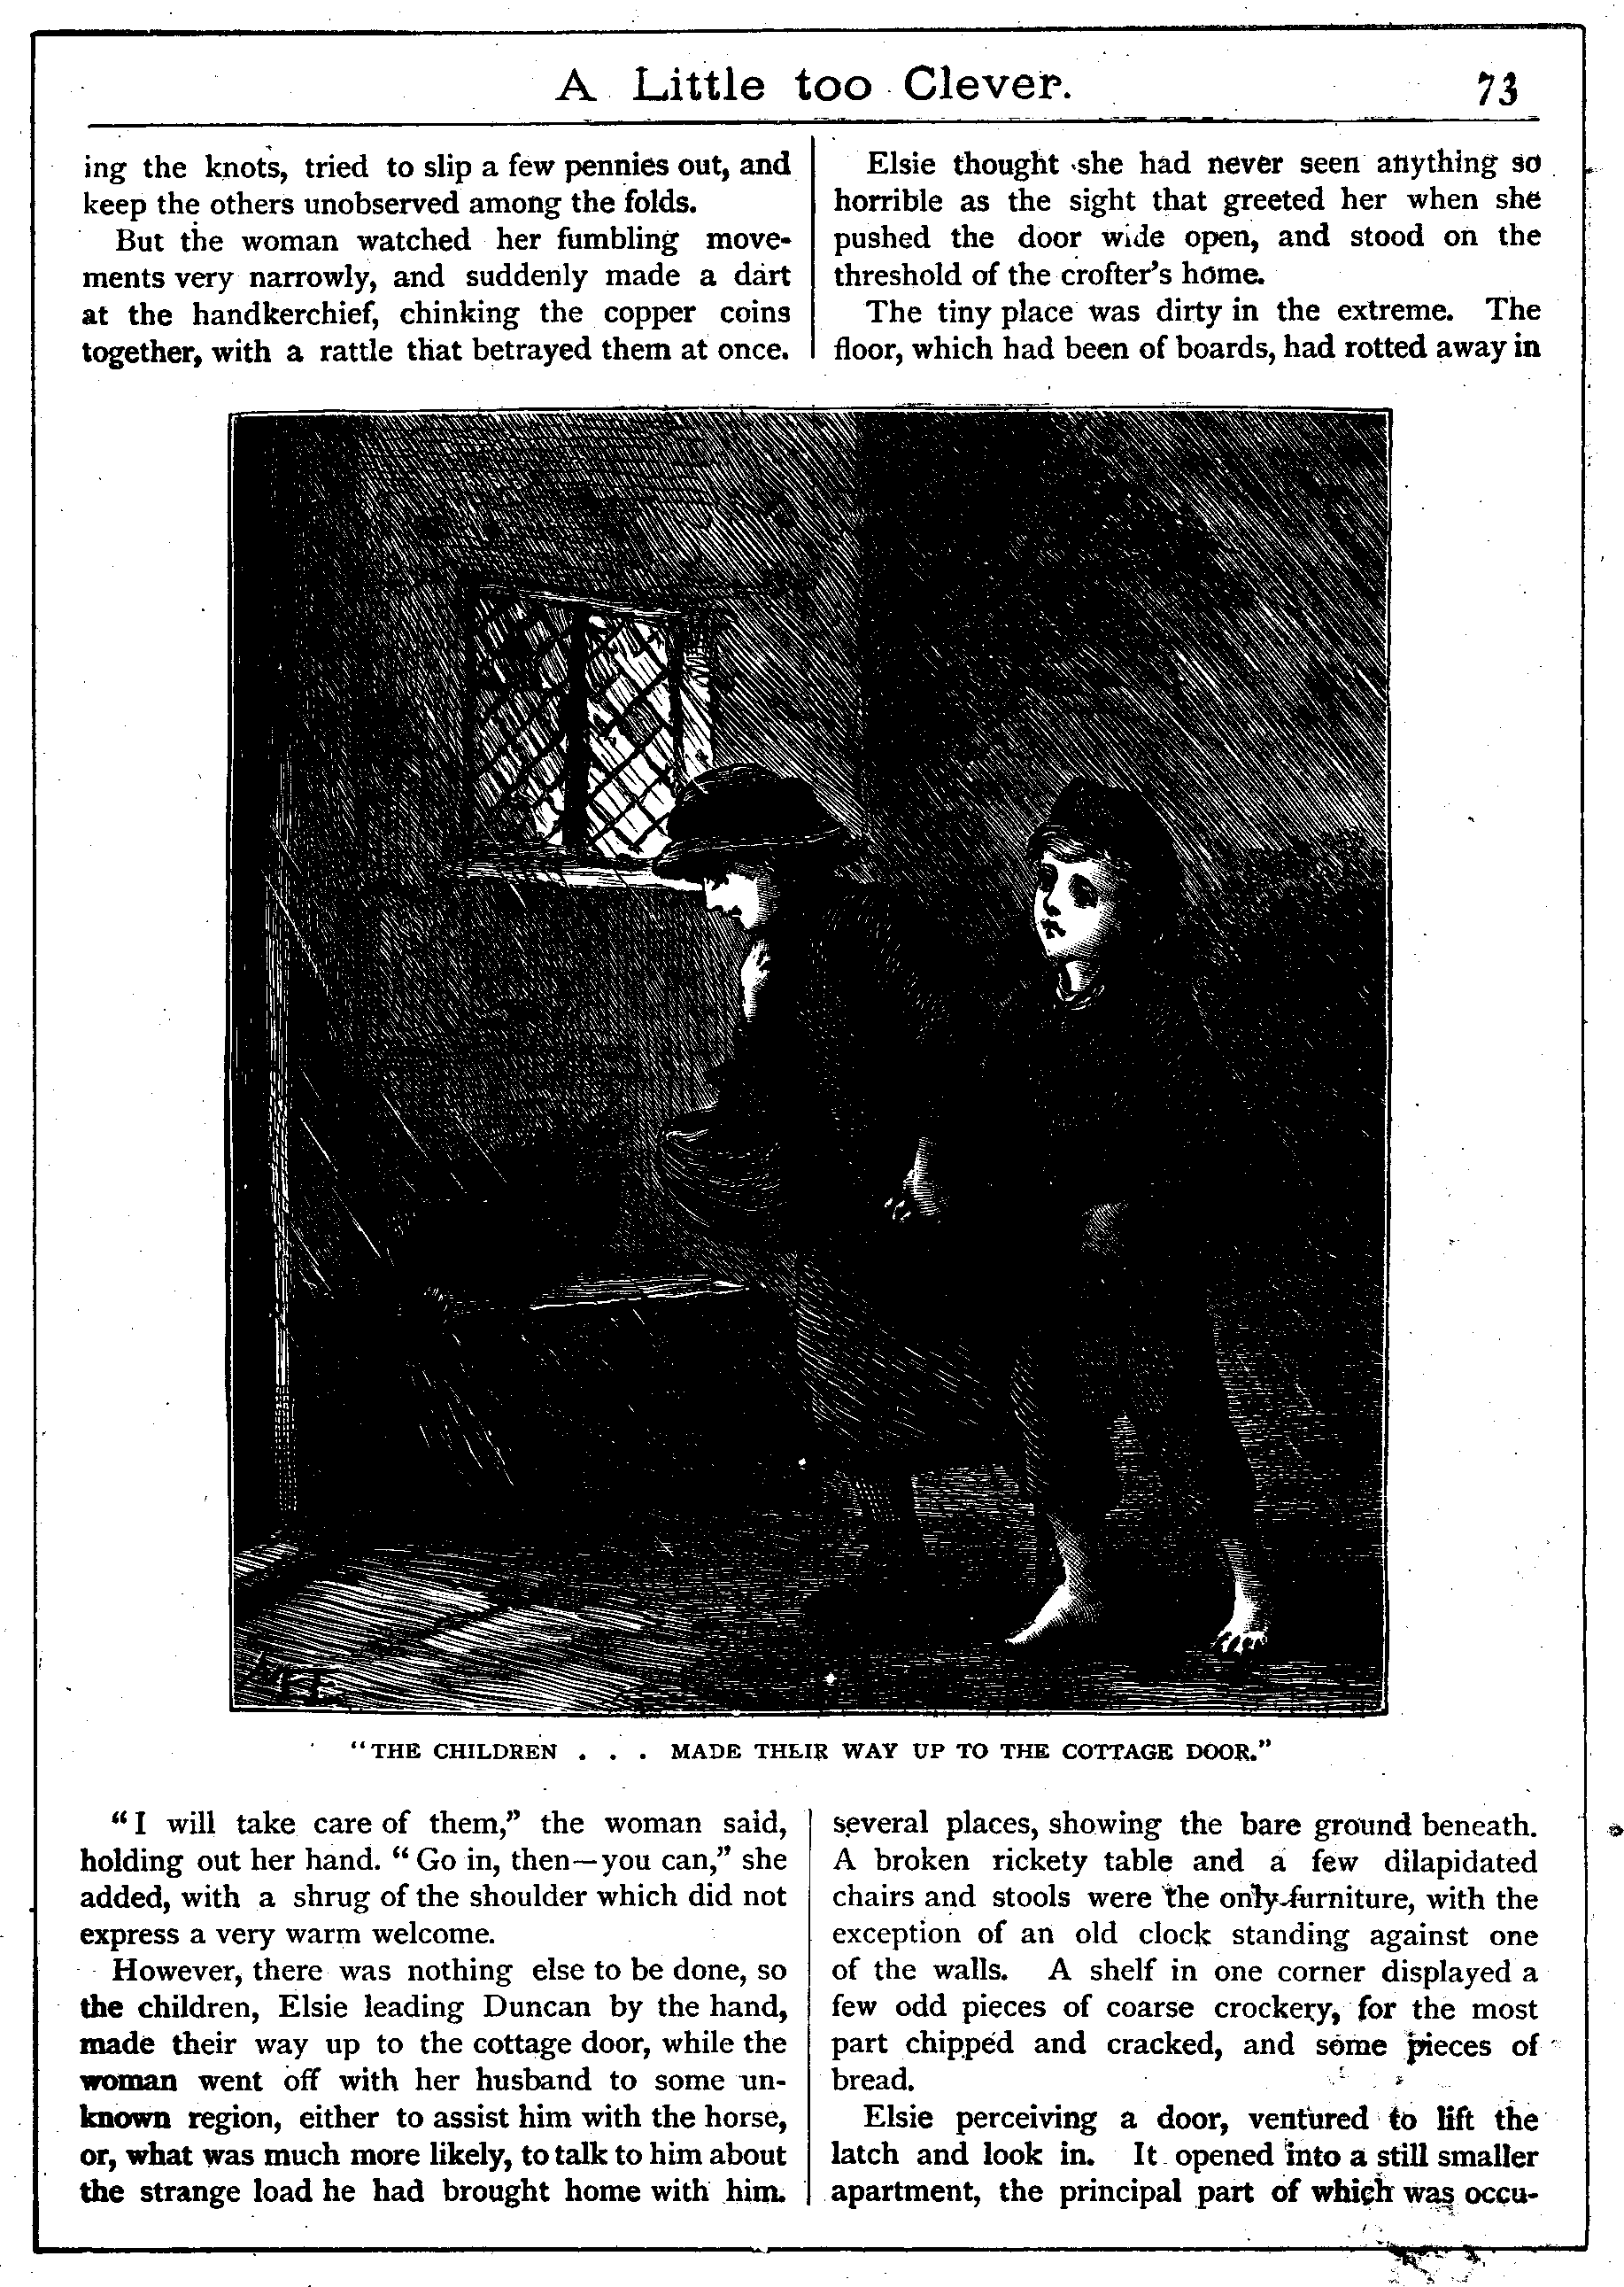 A Little too Clever.
73
ing the knots, tried to slip a few pennies out, and
keep the others unobserved among the folds.
But the woman watched her fumbling move-
ments very narrowly, and suddenly made a dart
at the handkerchief, chinking the copper coins
together, with a rattle that betrayed them at once.
"I will take care of them," the woman said,
holding out her hand. "Go in, then—you can," she
added, with a shrug of the shoulder which did not
express a very warm welcome.
However, there was nothing else to be done, so
the children, Elsie leading Duncan by the hand,
made their way up to the cottage door, while the
woman went off with her husband to some un-
known region, either to assist him with the horse,
or, what was much more likely, to talk to him about
the strange load he had brought home with him.
Elsie thought she had never seen anything so
horrible as the sight that greeted her when she
pushed the door wide open, and stood on the
threshold of the crofter's home.
The tiny place was dirty in the extreme. The
floor, which had been of boards, had rotted away in
several places, showing the bare ground beneath.
A broken rickety table and a few dilapidated
chairs and stools were the only furniture, with the
exception of an old clock standing against one
of the walls. A shelf in one corner displayed a
few odd pieces of coarse crockery, for the most
part chipped and cracked, and some pieces of
bread.
Elsie perceiving a door, ventured to lift the
latch and look in. It opened into a still smaller
apartment, the principal part of which was occu-
"THE CHILDREN . . . MADE THEIR WAY UP TO THE COTTAGE DOOR."